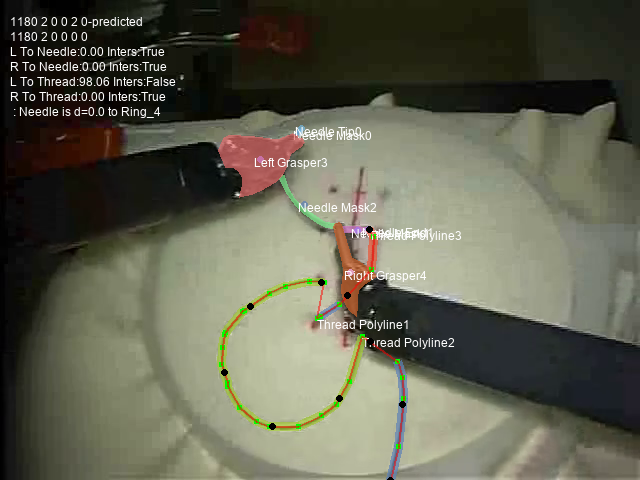 1180 2 0 0 2 0-predicted
1180 2 0 0 0 0
L To Needle:0.00 Inters:True
R To Needle:0.00 Inters:True
L To Thread:98.06 Inters:False
R To Thread:0.00 Inters:True
: Needle is d=0.0 to Ring_4
Needle Tip0
Needle Mask0
Left Grasper3
Needle Mask2
Thread Polyline3
Right Grasper4
Thread Polyline1
Thread Polyline2